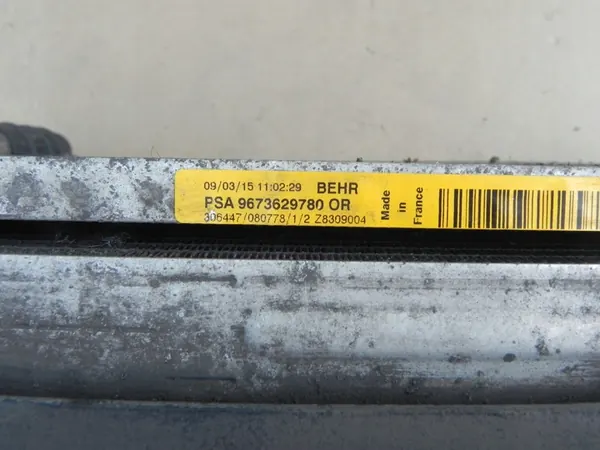 09/03/15 11:02:29 BEHR
PSA 9673629780 OR
306447/080778/1/2 Z8309004
Made
in
France